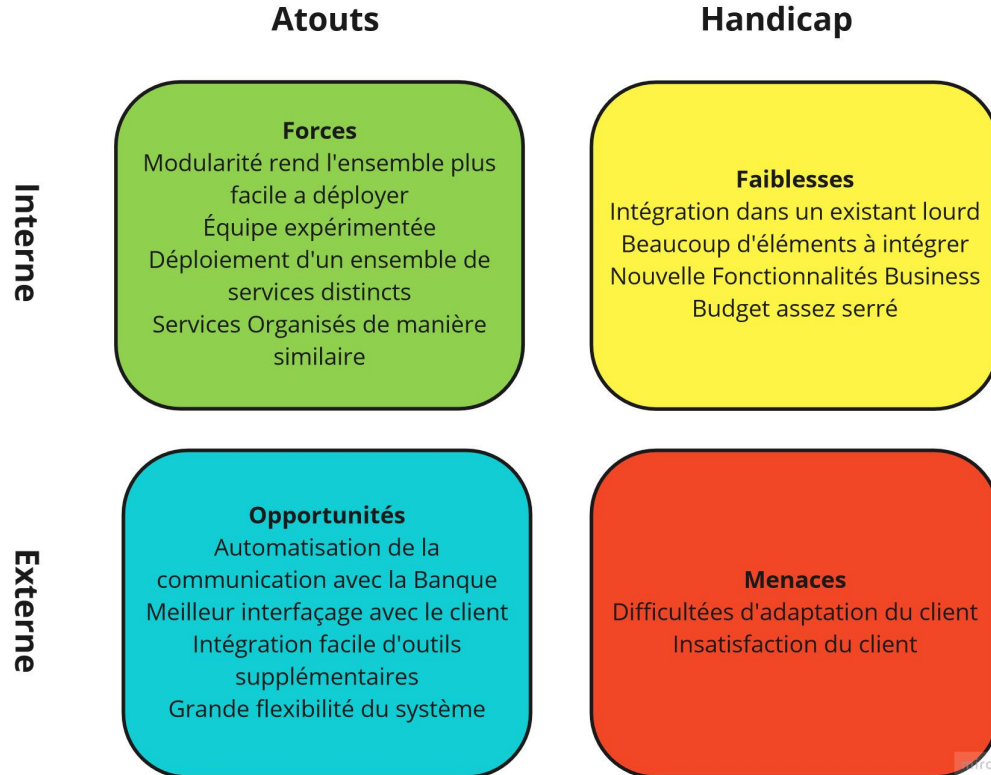 Atouts
Handicap
Interne
Forces
Modularité rend l'ensemble plus
facile a déployer
Équipe expérimentée
Déploiement d'un ensemble de
services distincts
Services Organisés de manière
similaire
Faiblesses
Intégration dans un existant lourd
Beaucoup d'éléments à intégrer
Nouvelle Fonctionnalités Business
Budget assez serré
Externe
Opportunités
Automatisation de la
communication avec la Banque
Meilleur interfaçage avec le client
Intégration facile d'outils
supplémentaires
Grande flexibilité du système
Menaces
Difficultées d'adaptation du client
Insatisfaction du client
miro